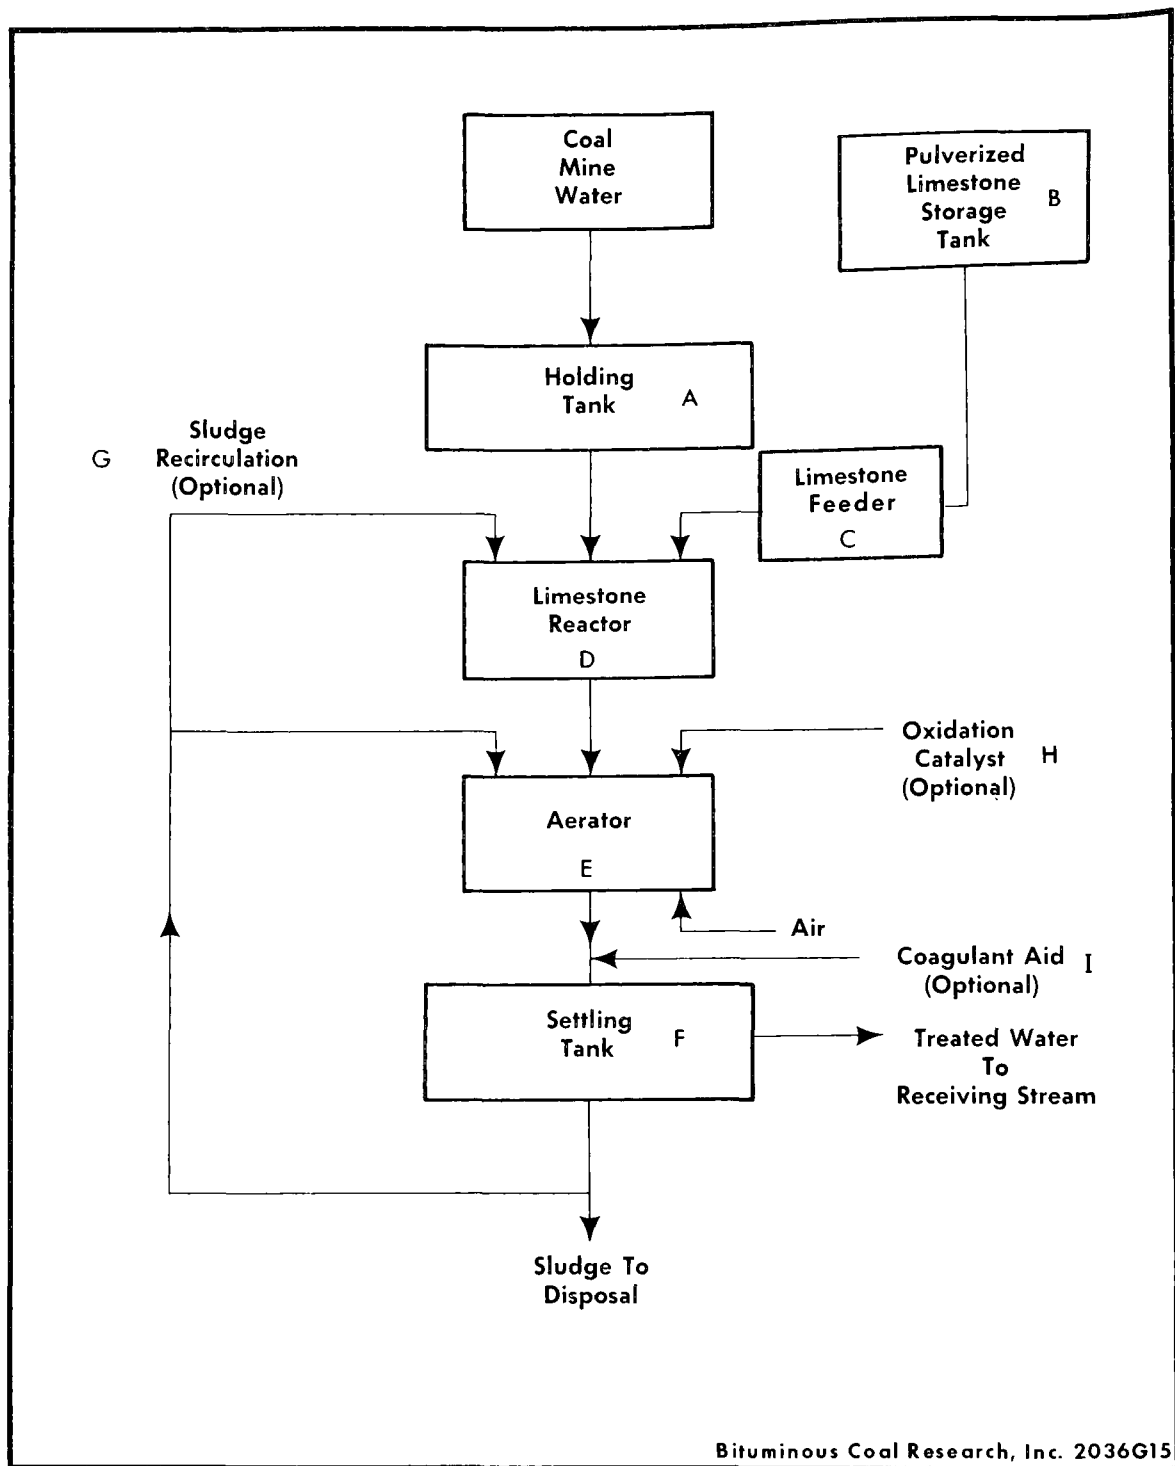 Coal
Mine
Water
Pulverized
Limestone
Storage
Tank
B
Holding
Tank
A
G
Sludge
Recirculation
(Optional)
Limestone
Feeder
C
Limestone
Reactor
D
Oxidation
Catalyst
(Optional)
H
Aerator
E
Air
Coagulant Aid
(Optional)
I
Settling
Tank
F
Treated Water
To
Receiving Stream
Sludge To
Disposal
Bituminous Coal Research, Inc. 2036G15